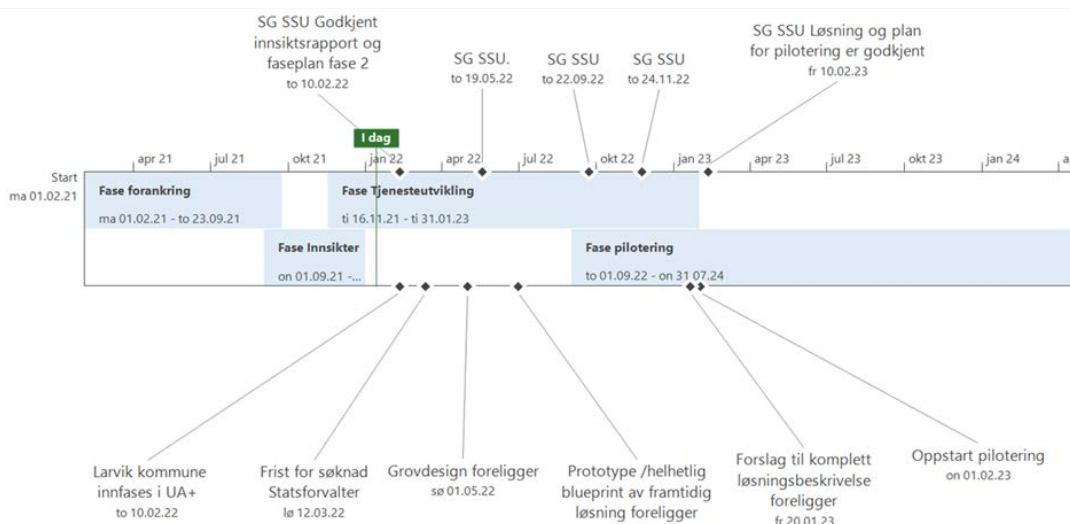 SG SSU Godkjent
innsiktsrapport og
faseplan fase 2
to 10.02.22
SG SSU.
to 19.05.22
SG SSU
to 22.09.22
SG SSU
to 24.11.22
SG SSU Løsning og plan
for pilotering er godkjent
fr 10.02.23
I dag
apr 21
jul 21
okt 21
jan 22
apr 22
jul 22
okt 22
jan 23
apr 23
jul 23
okt 23
jan 24
Start
ma 01.02.21
Fase forankring
ma 01.02.21 - to 23.09.21
Fase Tjenesteutvikling
ti 16.11.21 - ti 31.01.23
Fase Innsikter
on 01.09.21 -...
Fase pilotering
to 01.09.22 - on 31.07.24
Larvik kommune
innfases i UA+
to 10.02.22
Frist for søknad
Statsforvalter
lø 12.03.22
Grovdesign foreligger
sø 01.05.22
Prototype /helhetlig
blueprint av framtidig
løsning foreligger
Forslag til komplett
løsningsbeskrivelse
foreligger
fr 20.01.23
Oppstart pilotering
on 01.02.23